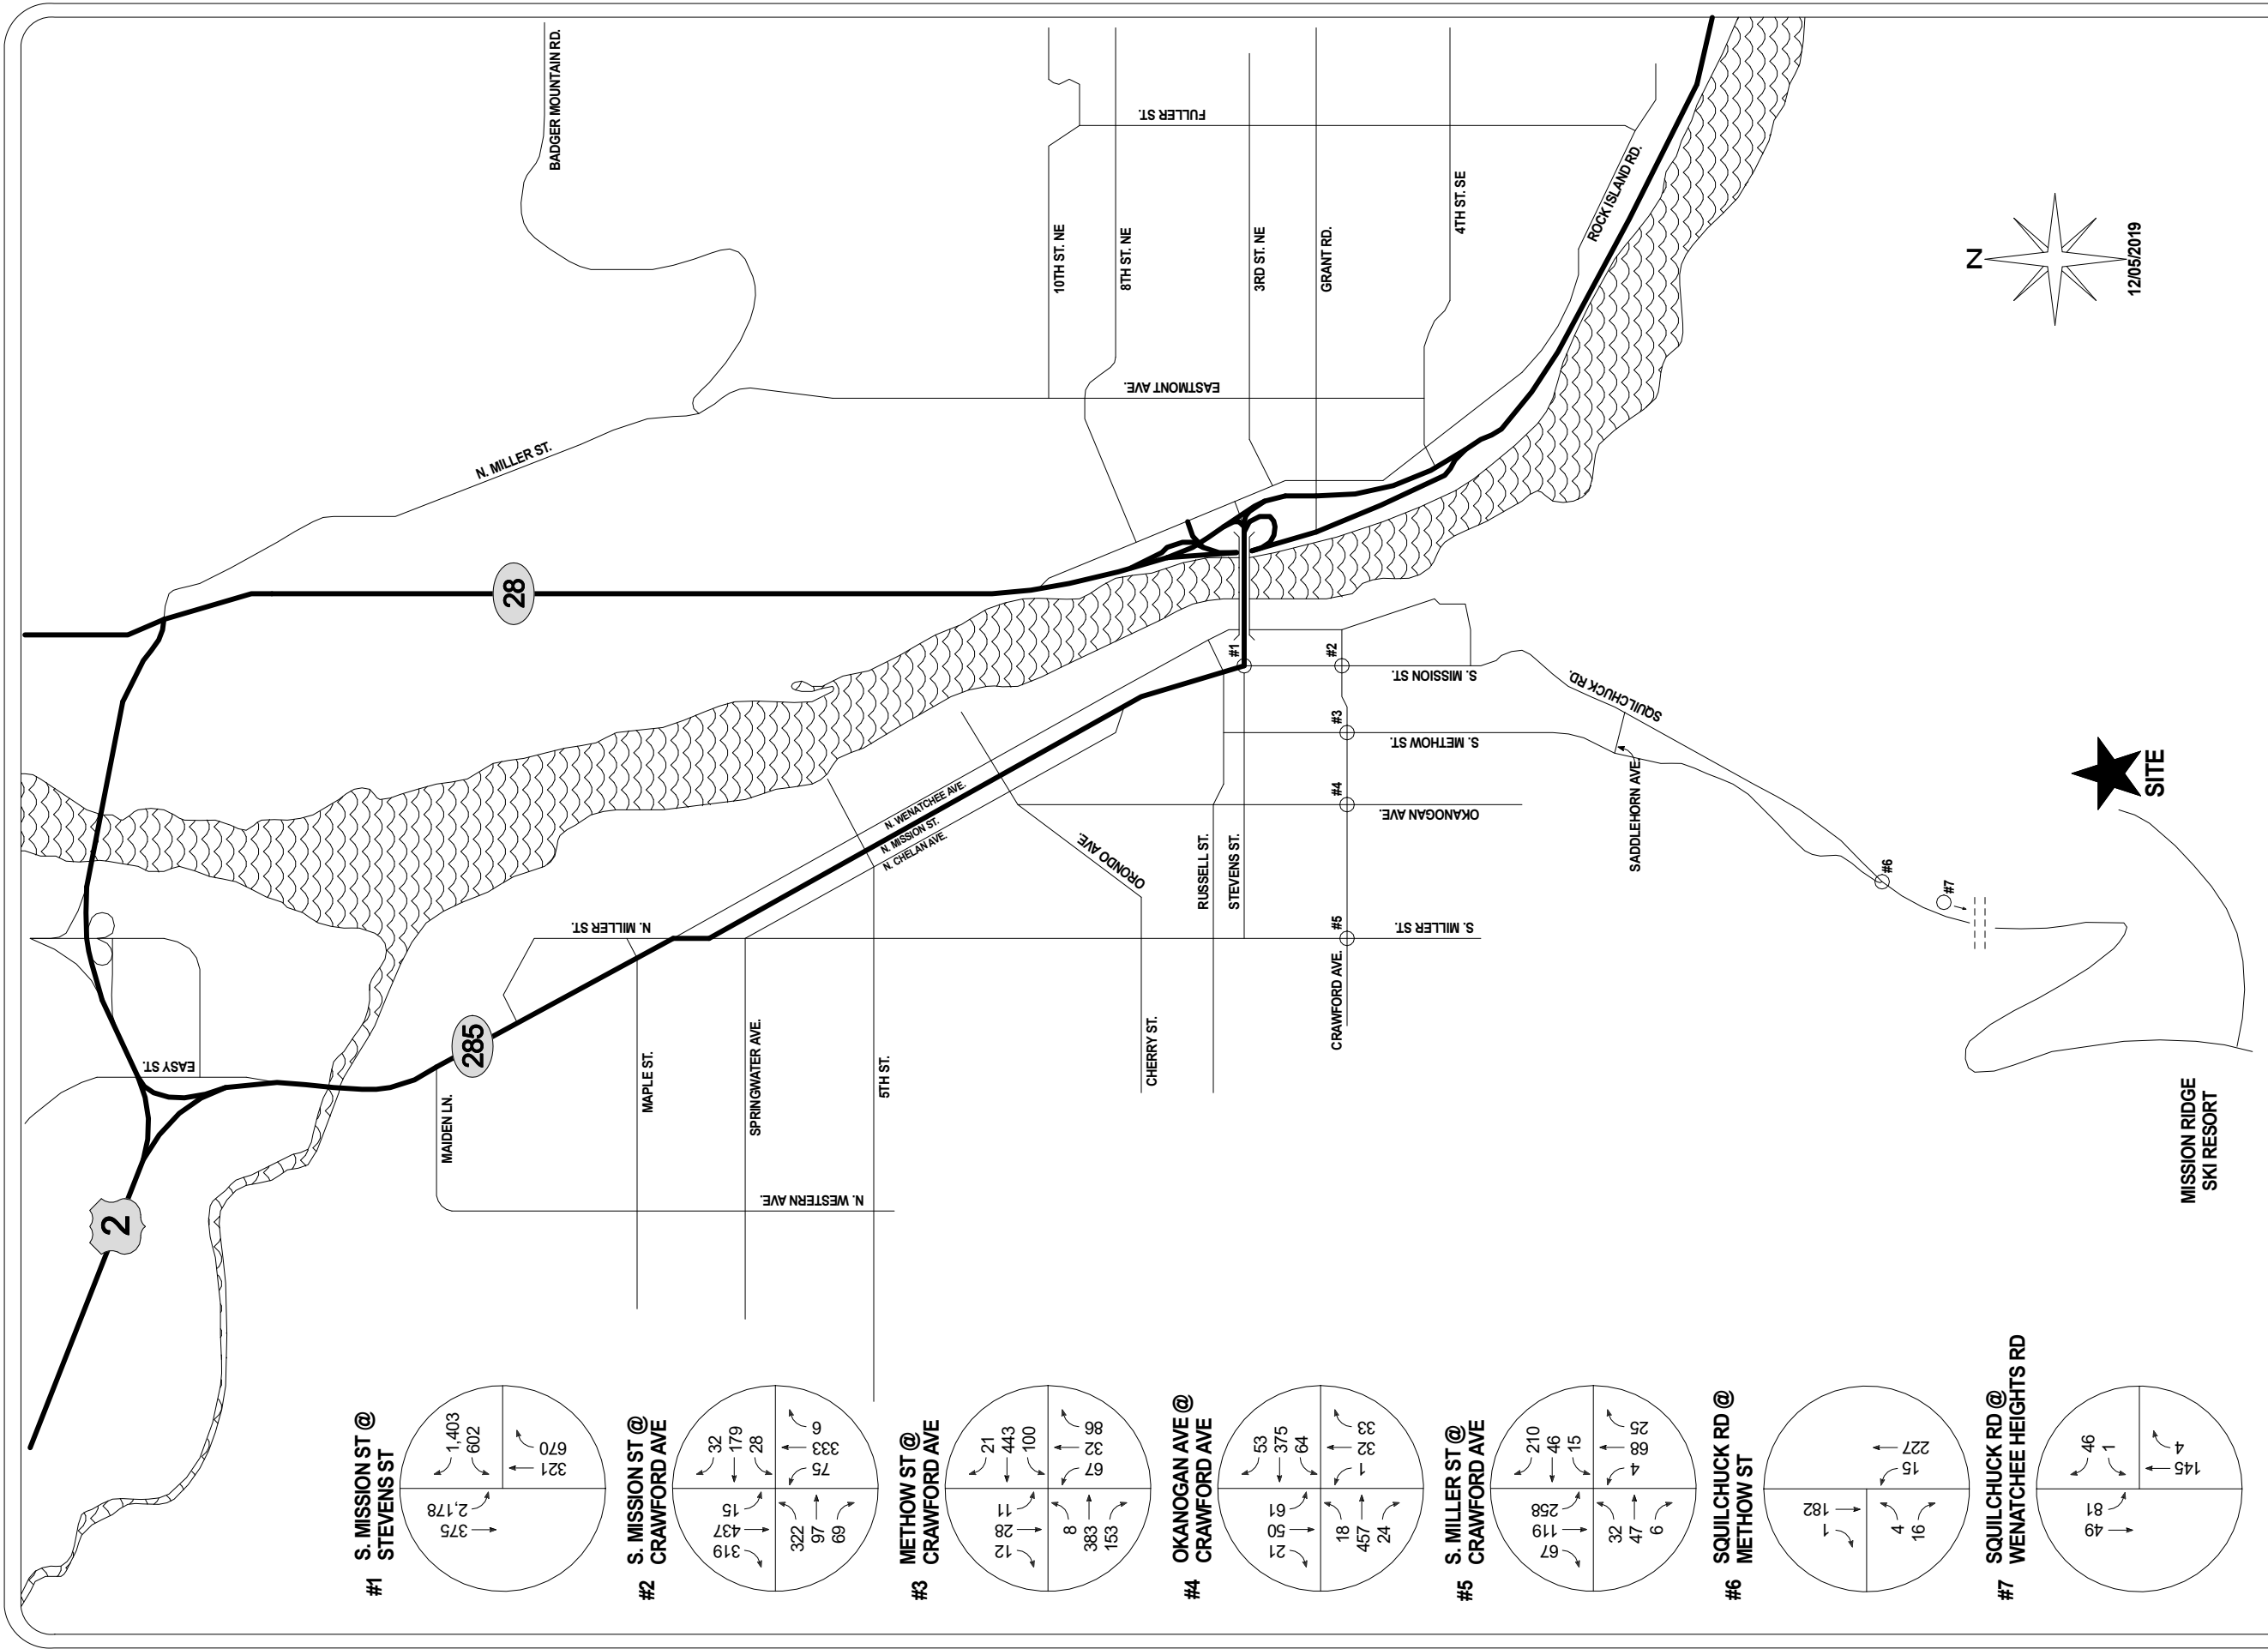 BADGER MOUNTAIN RD.
FULLER ST.
10TH ST. NE
8TH ST. NE
3RD ST. NE
GRANT RD.
4TH ST. SE
ROCK ISLAND RD.
EASTMONT AVE.
N. MILLER ST.
28
N
12/05/2019
#1
#2
S. MISSION ST.
SQUILCHUCK RD.
#3
S. METHOW ST.
SADDLEHORN AVE.
#4
OKANOGAN AVE.
N. WENATCHEE AVE.
N. MISSION ST.
N. CHELAN AVE.
ORONDO AVE
RUSSELL ST.
STEVENS ST.
N. MILLER ST.
#5
S. MILLER ST.
CRAWFORD AVE.
#6
#7
SITE
EASY ST.
285
MAIDEN LN.
MAPLE ST.
SPRINGWATER AVE.
5TH ST.
CHERRY ST.
N. WESTERN AVE.
2
MISSION RIDGE
SKI RESORT
#1 S. MISSION ST @
STEVENS ST
1,403
602
375
2,178
321
670
#2 S. MISSION ST @
CRAWFORD AVE
32
179
28
319
437
15
322
97
69
75
333
6
#3 METHOW ST @
CRAWFORD AVE
21
443
100
12
28
11
8
383
153
67
32
86
#4 OKANOGAN AVE @
CRAWFORD AVE
53
375
64
21
50
61
18
457
24
1
32
33
#5 S. MILLER ST @
CRAWFORD AVE
210
46
15
67
119
258
32
47
6
4
68
25
#6 SQUILCHUCK RD @
METHOW ST
1
182
4
16
15
227
#7 SQUILCHUCK RD @
WENATCHEE HEIGHTS RD
46
1
49
81
145
4